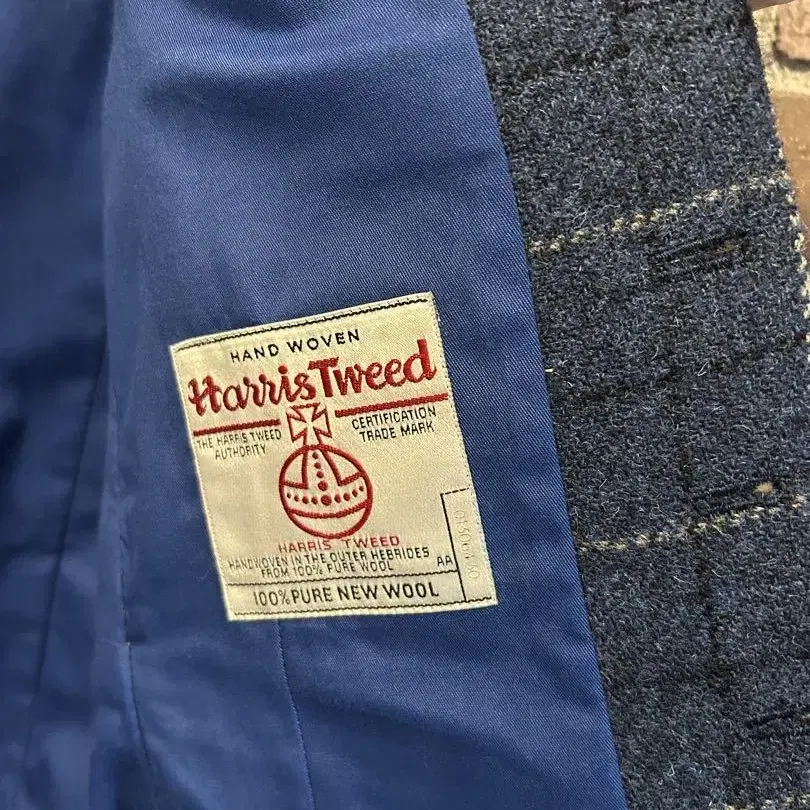 HAND WOVEN
Harris Tweed
THE HARRIS TWEED
AUTHORITY
CERTIFICATION
TRADE MARK
HARRIS TWEED
HANDWOVEN IN THE OUTER HEBRIDES
FROM 100% PURE WOOL
AA
100% PURE NEW WOOL